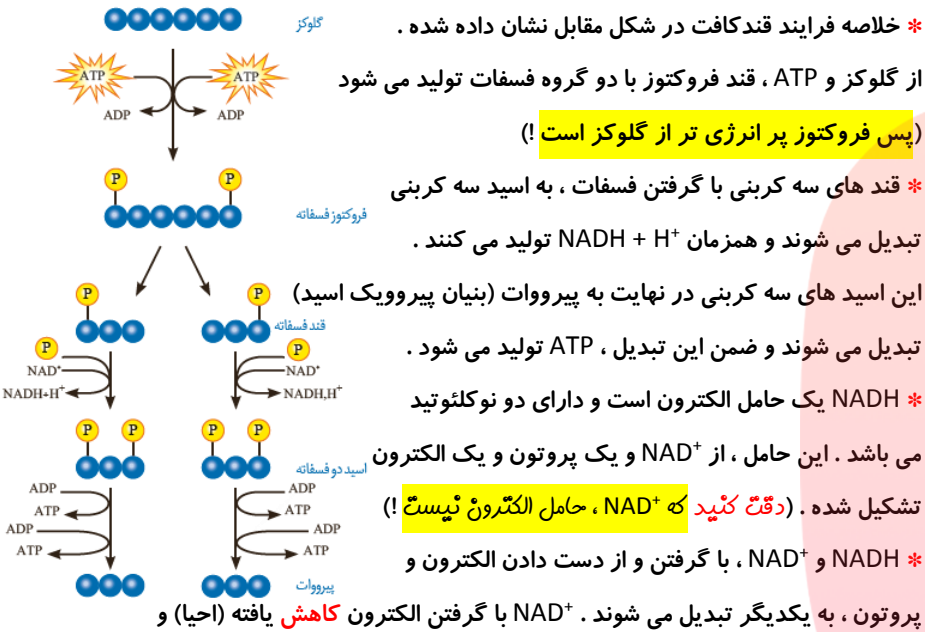 * خلاصه فرایند قندکافت در شکل مقابل نشان داده شده .
از گلوکز و ATP ، قند فروکتوز با دو گروه فسفات تولید می شود
(پس فروکتوز پر انرژی تر از گلوکز است !)
* قند های سه کربنی با گرفتن فسفات ، به اسید سه کربنی
تبدیل می شوند و همزمان NADH + H⁺ تولید می کنند .
این اسید های سه کربنی در نهایت به پیرووات (بنیان پیروویک اسید)
تبدیل می شوند و ضمن این تبدیل ، ATP تولید می شود .
* NADH یک حامل الکترون است و دارای دو نوکلئوتید
می باشد . این حامل ، از NAD⁺ و یک پروتون و یک الکترون
تشکیل شده . (دقت کنید که NAD⁺ ، حامل الکترون نیست !)
* NADH و NAD⁺ ، با گرفتن و از دست دادن الکترون و
پروتون ، به یکدیگر تبدیل می شوند . NAD⁺ با گرفتن الکترون کاهش یافته (احیا) و
گلوکز
ATP
ATP
ADP
ADP
P
P
فروکتوز فسفاته
P
P
قند فسفاته
P
P
NAD⁺
NAD⁺
NADH+H⁺
NADH,H⁺
P
P
P
P
اسید دو فسفاته
ADP
ADP
ATP
ATP
ADP
ADP
ATP
ATP
پیرووات